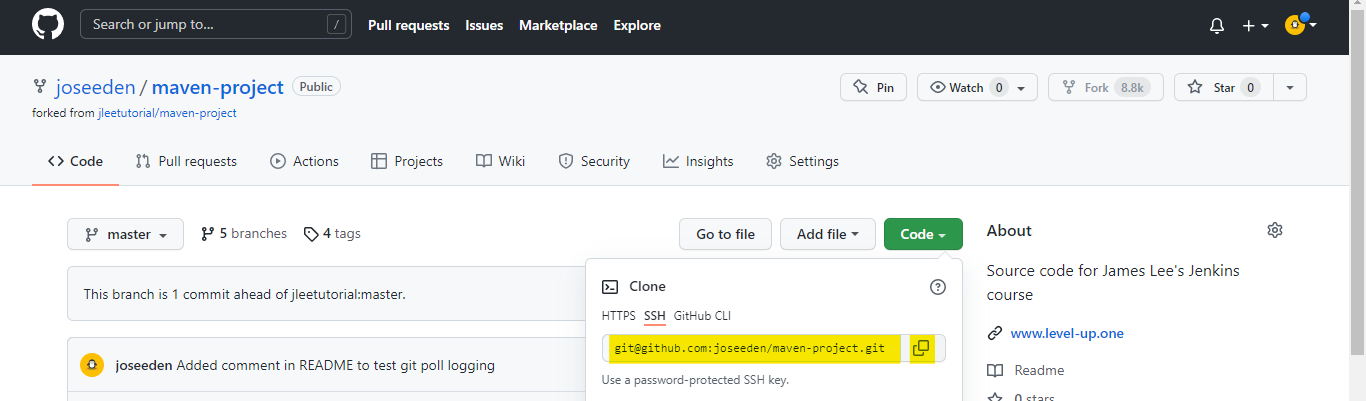 Search or jump to... /
Pull requests Issues Marketplace Explore
joseeden / maven-project Public
Pin Watch 0 Fork 8.8k Star 0
forked from jleetutorial/maven-project
Code Pull requests Actions Projects Wiki Security Insights Settings
master 5 branches 4 tags Go to file Add file Code
This branch is 1 commit ahead of jleetutorial:master.
joseeden Added comment in README to test git poll logging
Clone
HTTPS SSH GitHub CLI
git@github.com:joseeden/maven-project.git
Use a password-protected SSH key.
About
Source code for James Lee's Jenkins
course
www.level-up.one
Readme
0 stars